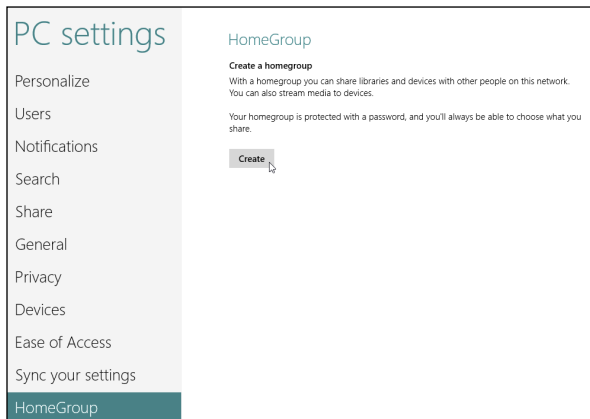 PC settings
Personalize
Users
Notifications
Search
Share
General
Privacy
Devices
Ease of Access
Sync your settings
HomeGroup
HomeGroup
Create a homegroup
With a homegroup you can share libraries and devices with other people on this network.
You can also stream media to devices.
Your homegroup is protected with a password, and you'll always be able to choose what you
share.
Create